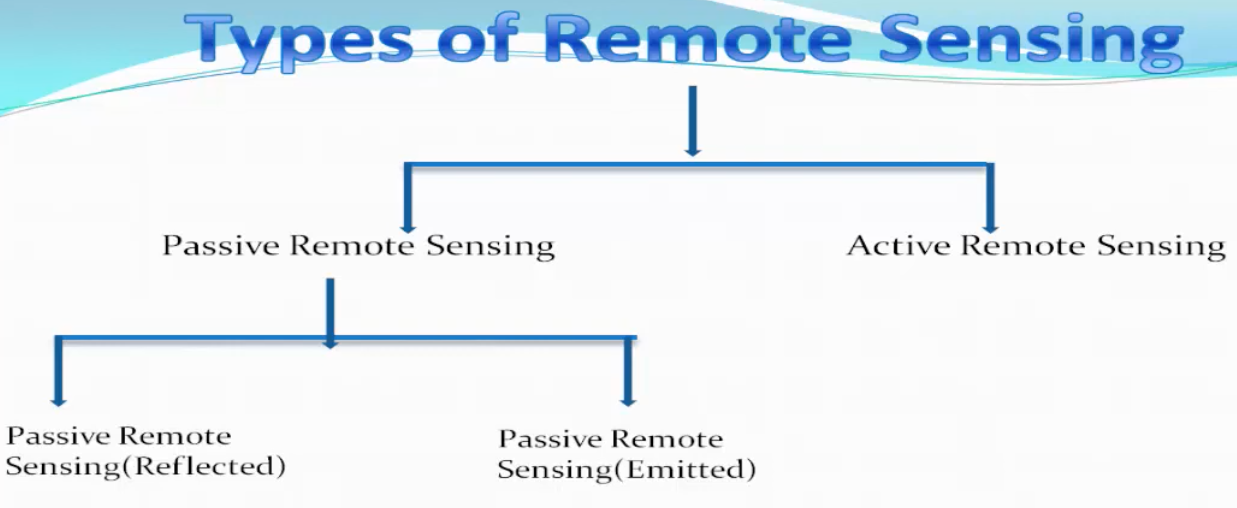 Types of Remote Sensing
Passive Remote Sensing
Active Remote Sensing
Passive Remote
Sensing(Reflected)
Passive Remote
Sensing(Emitted)